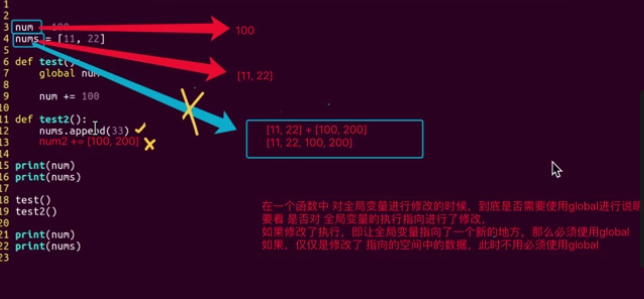 1
2
3 num = 100
4 nums = [11, 22]
5
6 def test():
7 global num
8
9 num += 100
10
11 def test2():
12 nums.append(33)
13 num2 += [100, 200]
14
15 print(num)
16 print(nums)
17
18 test()
19 test2()
20
21 print(num)
22 print(nums)
23
100
[11, 22]
[11, 22] + [100, 200]
[11, 22, 100, 200]
在一个函数中 对全局变量进行修改的时候，到底是否需要使用global进行说明
要看 是否对 全局变量的执行指向进行了修改，
如果修改了执行，即让全局变量指向了一个新的地方，那么必须使用global
如果，仅仅是修改了 指向的空间中的数据，此时不用必须使用global